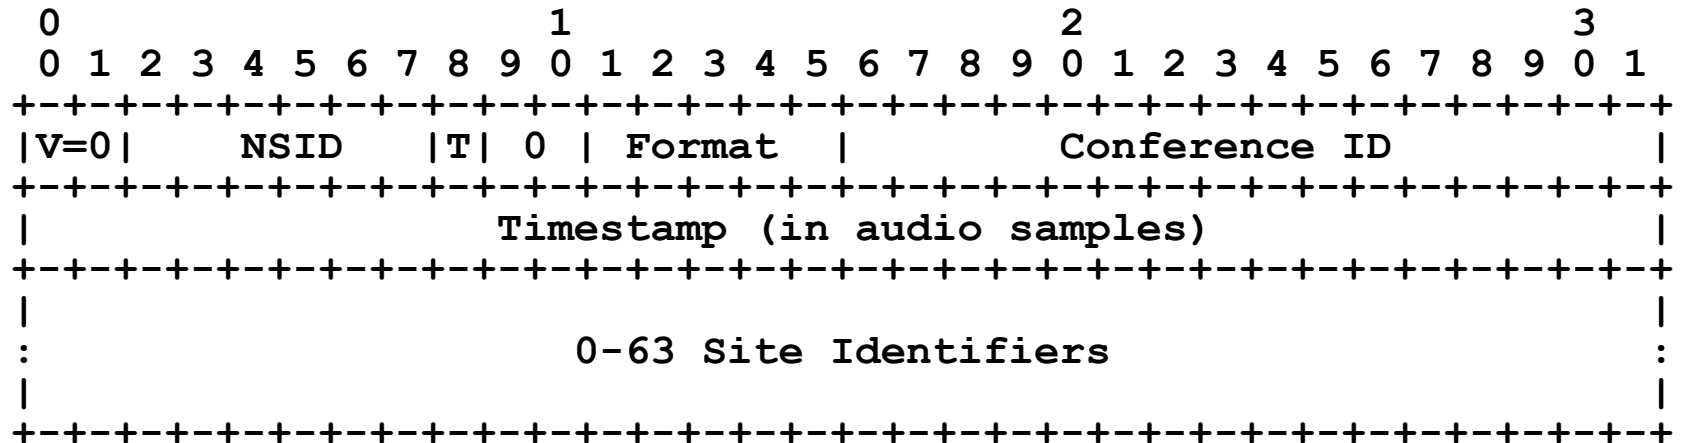 0                   1                   2                   3
 0 1 2 3 4 5 6 7 8 9 0 1 2 3 4 5 6 7 8 9 0 1 2 3 4 5 6 7 8 9 0 1
+-+-+-+-+-+-+-+-+-+-+-+-+-+-+-+-+-+-+-+-+-+-+-+-+-+-+-+-+-+-+-+-+
|V=0|    NSID   |T| 0 | Format  |        Conference ID          |
+-+-+-+-+-+-+-+-+-+-+-+-+-+-+-+-+-+-+-+-+-+-+-+-+-+-+-+-+-+-+-+-+
|                  Timestamp (in audio samples)                 |
+-+-+-+-+-+-+-+-+-+-+-+-+-+-+-+-+-+-+-+-+-+-+-+-+-+-+-+-+-+-+-+-+
|                                                               |
:                     0-63 Site Identifiers                     :
|                                                               |
+-+-+-+-+-+-+-+-+-+-+-+-+-+-+-+-+-+-+-+-+-+-+-+-+-+-+-+-+-+-+-+-+